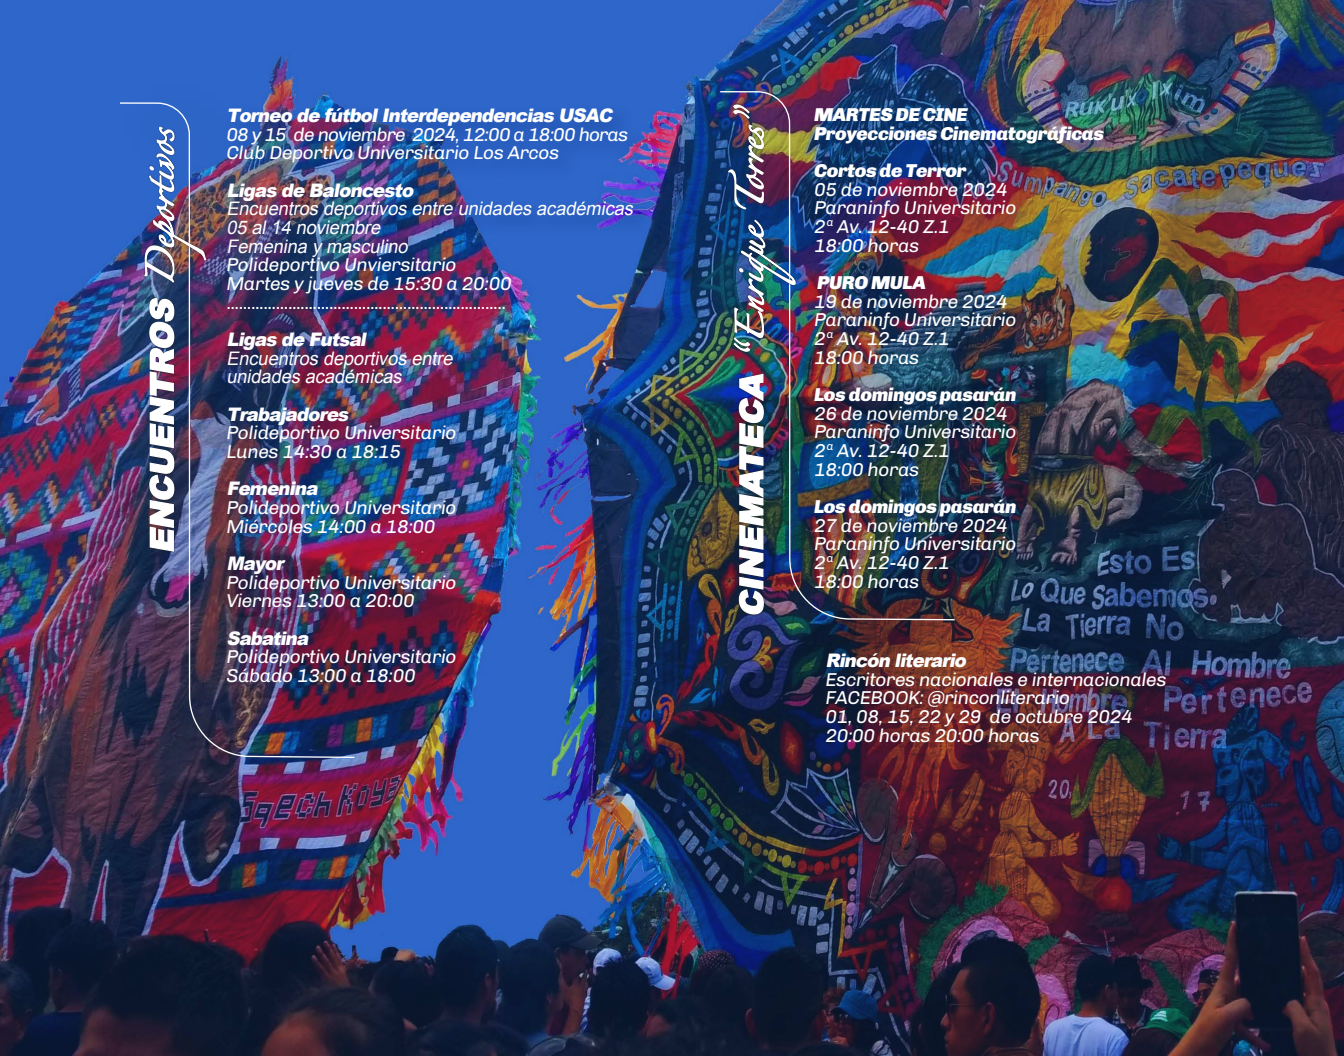 ENCUENTROS Deportivos
Torneo de fútbol Interdependencias USAC
08 y 15 de noviembre 2024, 12:00 a 18:00 horas
Club Deportivo Universitario Los Arcos
Ligas de Baloncesto
Encuentros deportivos entre unidades académicas
05 al 14 noviembre
Femenina y masculino
Polideportivo Unviersitario
Martes y jueves de 15:30 a 20:00
Ligas de Futsal
Encuentros deportivos entre
unidades académicas
Trabajadores
Polideportivo Universitario
Lunes 14:30 a 18:15
Femenina
Polideportivo Universitario
Miércoles 14:00 a 18:00
Mayor
Polideportivo Universitario
Viernes 13:00 a 20:00
Sabatina
Polideportivo Universitario
Sábado 13:00 a 18:00
CINEMATECA “Enrique Torres”
MARTES DE CINE
Proyecciones Cinematográficas
Cortos de Terror
05 de noviembre 2024
Paraninfo Universitario
2ª Av. 12-40 Z.1
18:00 horas
PURO MULA
19 de noviembre 2024
Paraninfo Universitario
2ª Av. 12-40 Z.1
18:00 horas
Los domingos pasarán
26 de noviembre 2024
Paraninfo Universitario
2ª Av. 12-40 Z.1
18:00 horas
Los domingos pasarán
27 de noviembre 2024
Paraninfo Universitario
2ª Av. 12-40 Z.1
18:00 horas
Rincón literario
Escritores nacionales e internacionales
FACEBOOK: @rinconliterario
01, 08, 15, 22 y 29 de octubre 2024
20:00 horas 20:00 horas
Rukux Ixim
Sumpango Sacatepequez
Esto Es
Lo Que Sabemos.
La Tierra No
Pertenece Al Hombre
El Hombre Pertenece
A La Tierra
20, 17